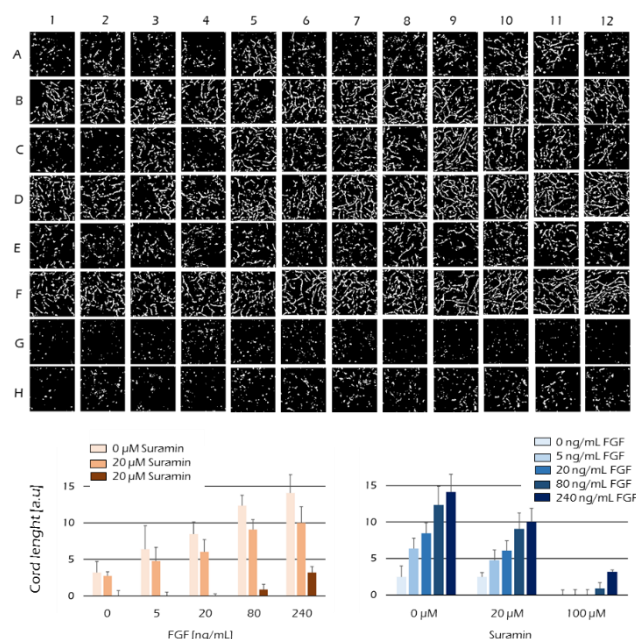 1 2 3 4 5 6 7 8 9 10 11 12
A
B
C
D
E
F
G
H
0 µM Suramin
20 µM Suramin
20 µM Suramin
15
10
5
0
Cord lenght [a.u]
0 5 20 80 240
FGF [ng/mL]
0 ng/mL FGF
5 ng/mL FGF
20 ng/mL FGF
80 ng/mL FGF
240 ng/mL FGF
15
10
5
0
0 µM 20 µM 100 µM
Suramin